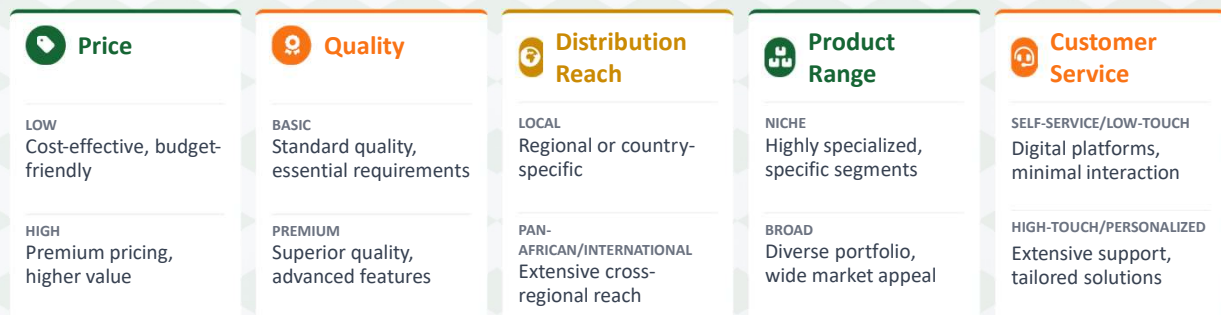 Price
LOW
Cost-effective, budget-
friendly
HIGH
Premium pricing,
higher value
Quality
BASIC
Standard quality,
essential requirements
PREMIUM
Superior quality,
advanced features
Distribution
Reach
LOCAL
Regional or country-
specific
PAN-
AFRICAN/INTERNATIONAL
Extensive cross-
regional reach
Product
Range
NICHE
Highly specialized,
specific segments
BROAD
Diverse portfolio,
wide market appeal
Customer
Service
SELF-SERVICE/LOW-TOUCH
Digital platforms,
minimal interaction
HIGH-TOUCH/PERSONALIZED
Extensive support,
tailored solutions